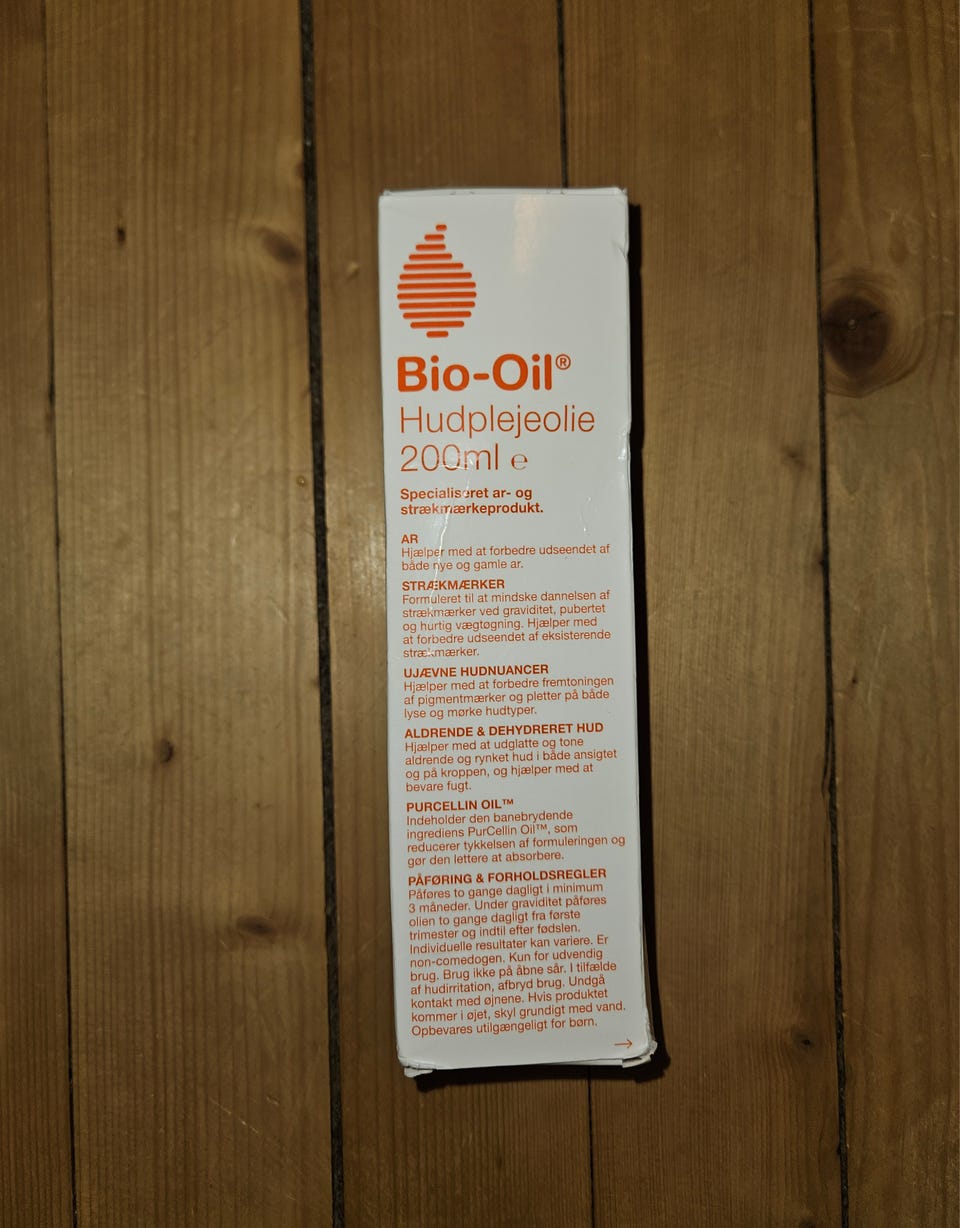 Bio-Oil®
Hudplejeolie
200ml ℮
Specialiseret ar- og
strækmærkeprodukt.
AR
Hjælper med at forbedre udseendet af
både nye og gamle ar.
STRÆKMÆRKER
Formuleret til at mindske dannelsen af
strækmærker ved graviditet, pubertet
og hurtig vægtøgning. Hjælper med
at forbedre udseendet af eksisterende
strækmærker.
UJÆVNE HUDNUANCER
Hjælper med at forbedre fremtoningen
af pigmentmærker og pletter på både
lyse og mørke hudtyper.
ALDRENDE & DEHYDRERET HUD
Hjælper med at udglatte og tone
aldrende og rynket hud i både ansigtet
og på kroppen, og hjælper med at
bevare fugt.
PURCELLIN OIL™
Indeholder den banebrydende
ingrediens PurCellin Oil™, som
reducerer tykkelsen af formuleringen og
gør den lettere at absorbere.
PÅFØRING & FORHOLDSREGLER
Påføres to gange dagligt i minimum
3 måneder. Under graviditet påføres
olien to gange dagligt fra første
trimester og indtil efter fødslen.
Individuelle resultater kan variere. Er
non-comedogen. Kun for udvendig
brug. Brug ikke på åbne sår. I tilfælde
af hudirritation, afbryd brug. Undgå
kontakt med øjnene. Hvis produktet
kommer i øjet, skyl grundigt med vand.
Opbevares utilgængeligt for børn.
→